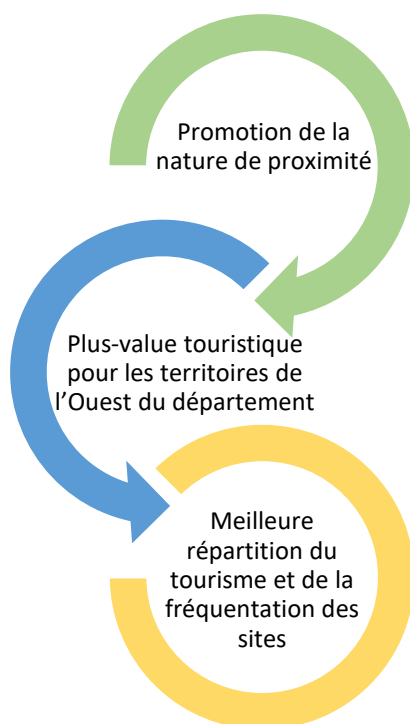 Promotion de la
nature de proximité
Plus-value touristique
pour les territoires de
l’Ouest du département
Meilleure
répartition du
tourisme et de la
fréquentation des
sites